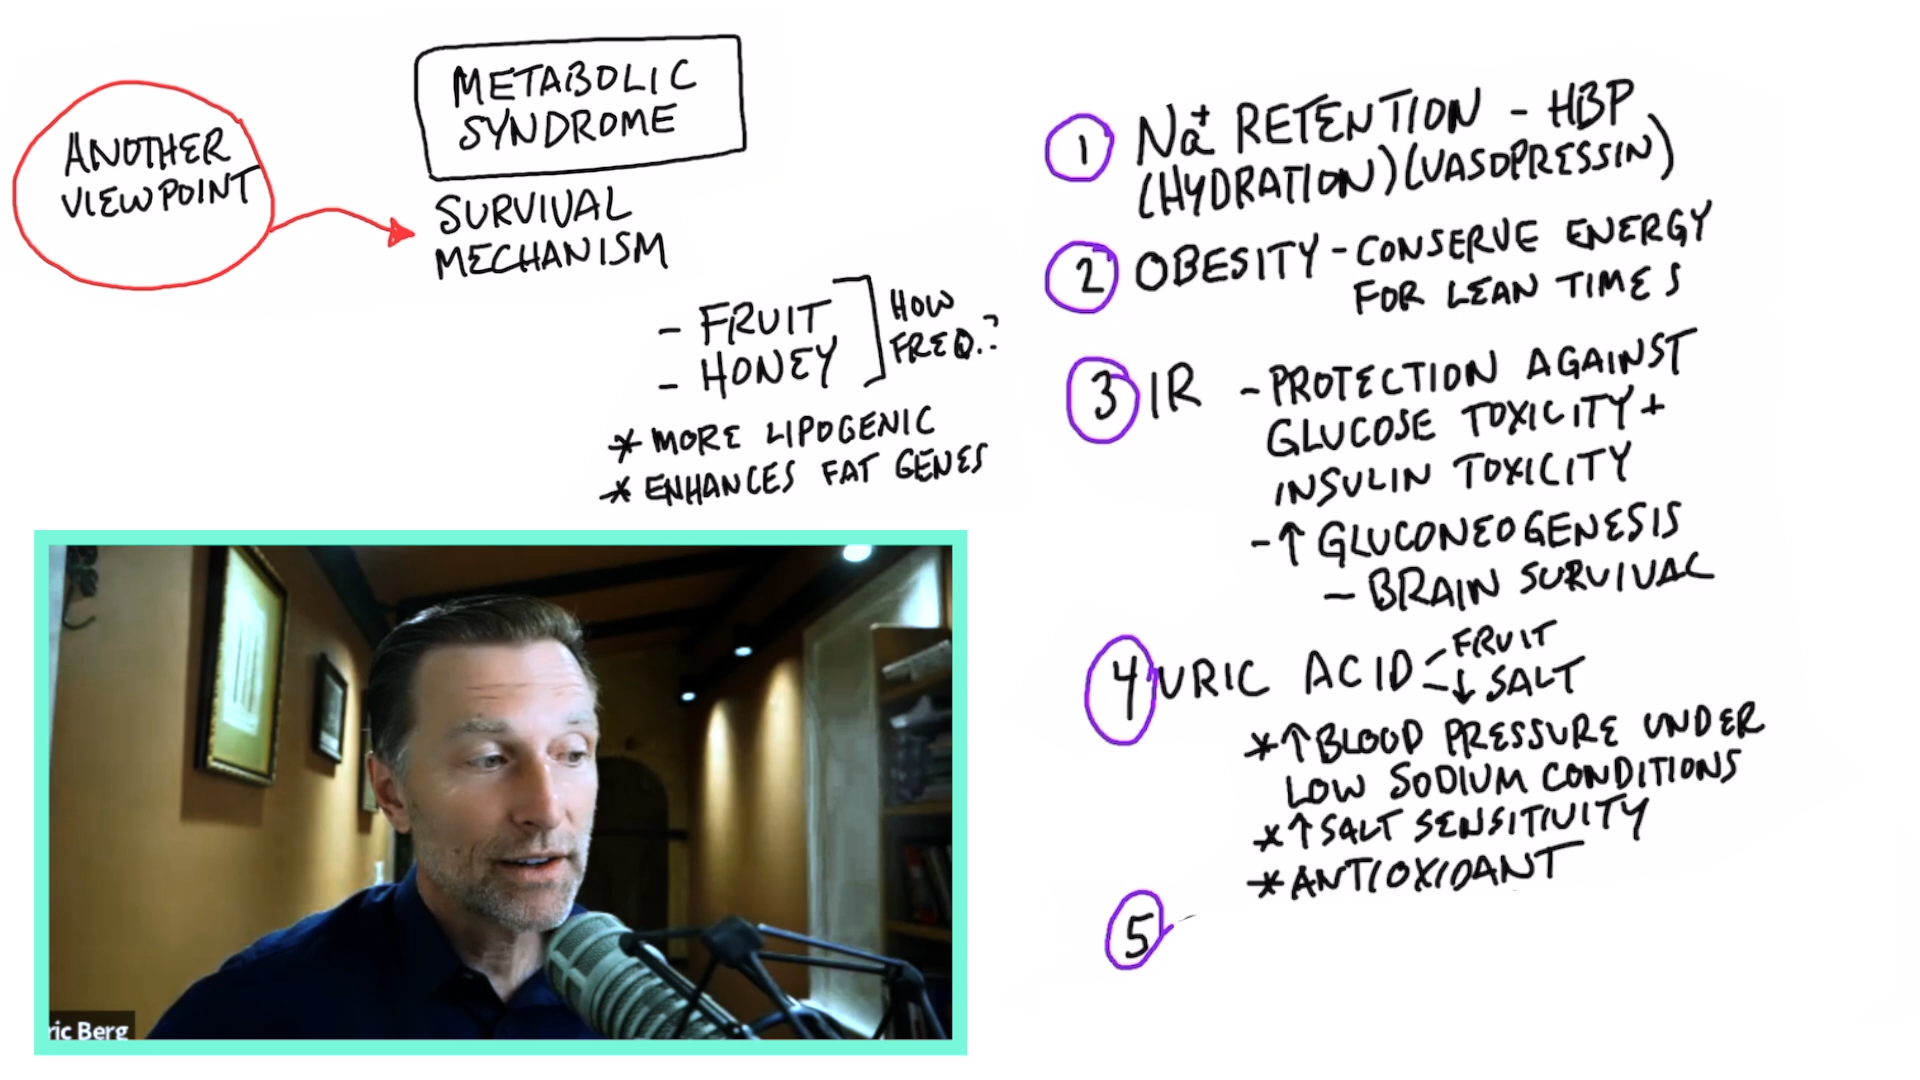 ANOTHER
VIEWPOINT
METABOLIC
SYNDROME
SURVIVAL
MECHANISM
- FRUIT
- HONEY
HOW
FREQ.?
* MORE LIPOGENIC
* ENHANCES FAT GENES
1 Na+ RETENTION - HBP
(HYDRATION) (VASOPRESSIN)
2 OBESITY - CONSERVE ENERGY
FOR LEAN TIMES
3 IR - PROTECTION AGAINST
GLUCOSE TOXICITY +
INSULIN TOXICITY
- ↑ GLUCONEOGENESIS
- BRAIN SURVIVAL
4 URIC ACID - FRUIT
- ↓ SALT
* ↑ BLOOD PRESSURE UNDER
LOW SODIUM CONDITIONS
* ↑ SALT SENSITIVITY
* ANTIOXIDANT
5
ric Berg